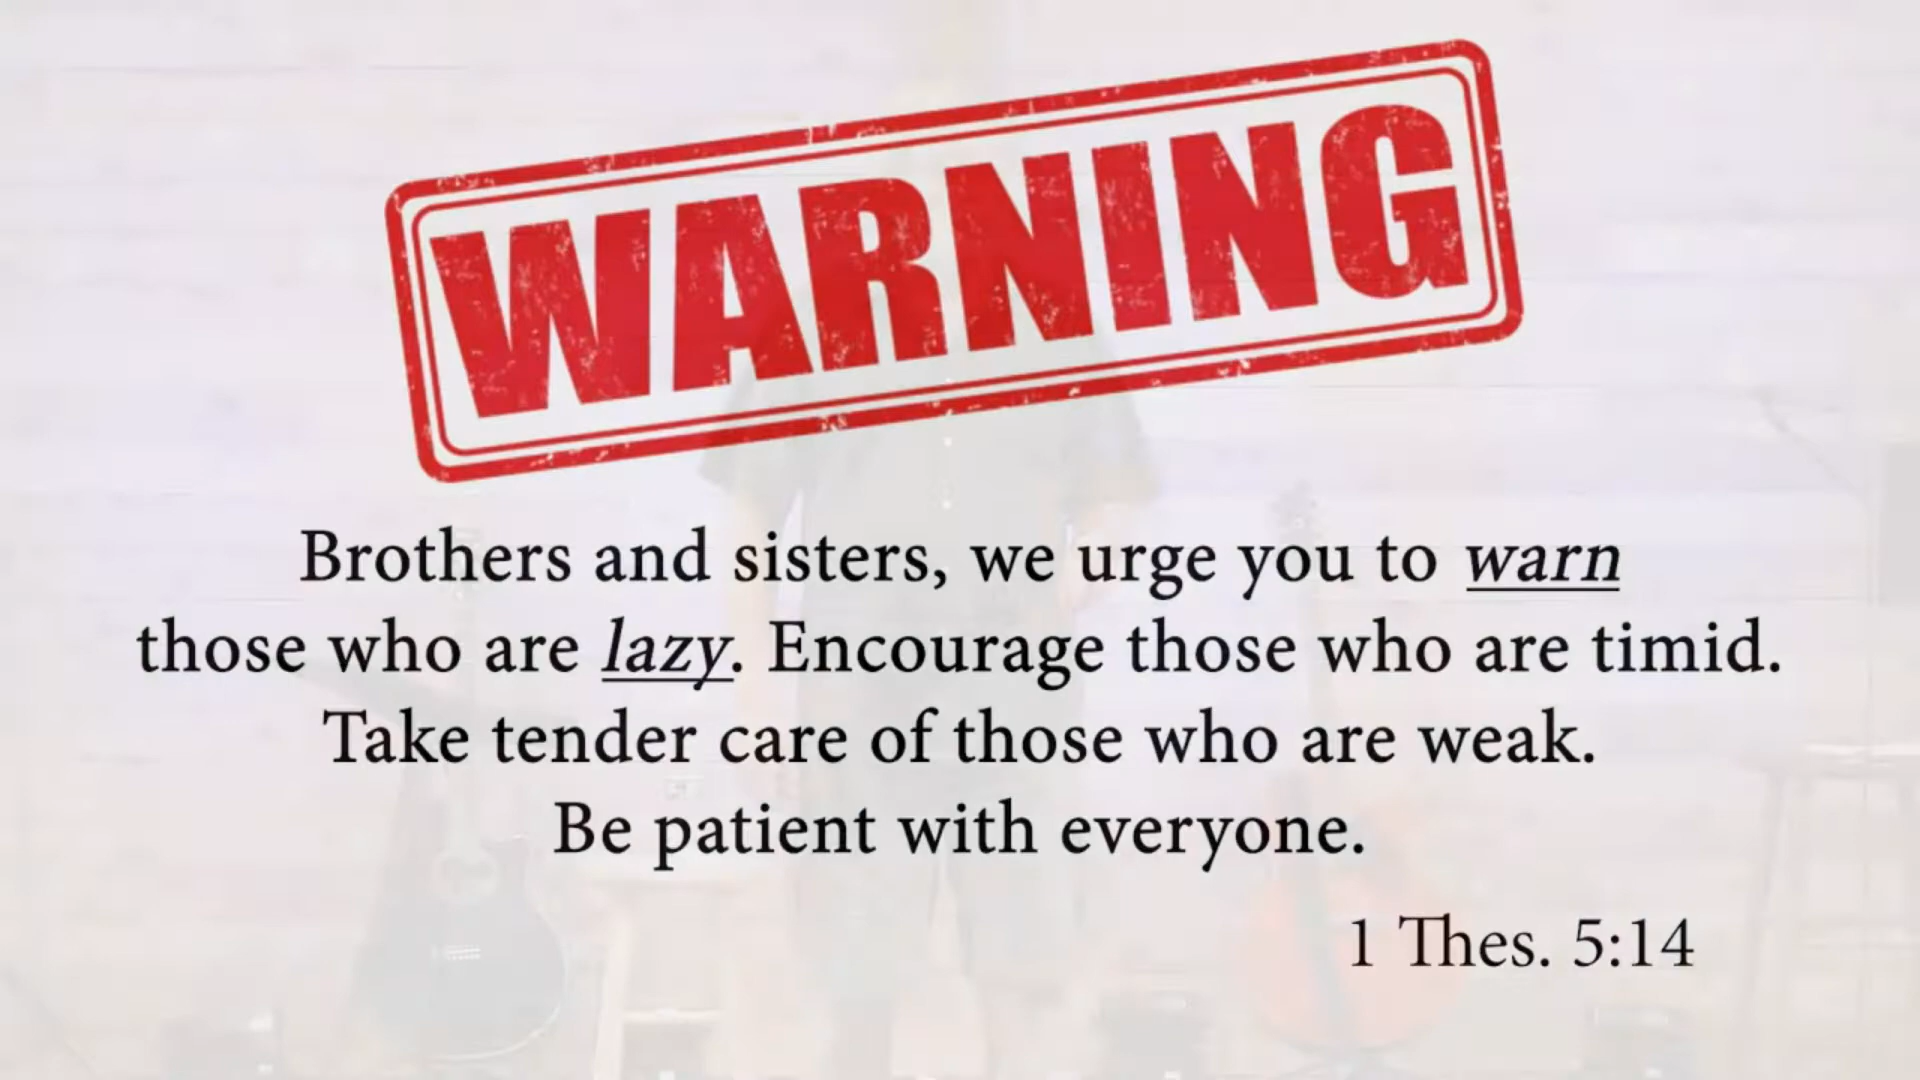 WARNING
Brothers and sisters, we urge you to warn
those who are lazy. Encourage those who are timid.
Take tender care of those who are weak.
Be patient with everyone.
1 Thes. 5:14